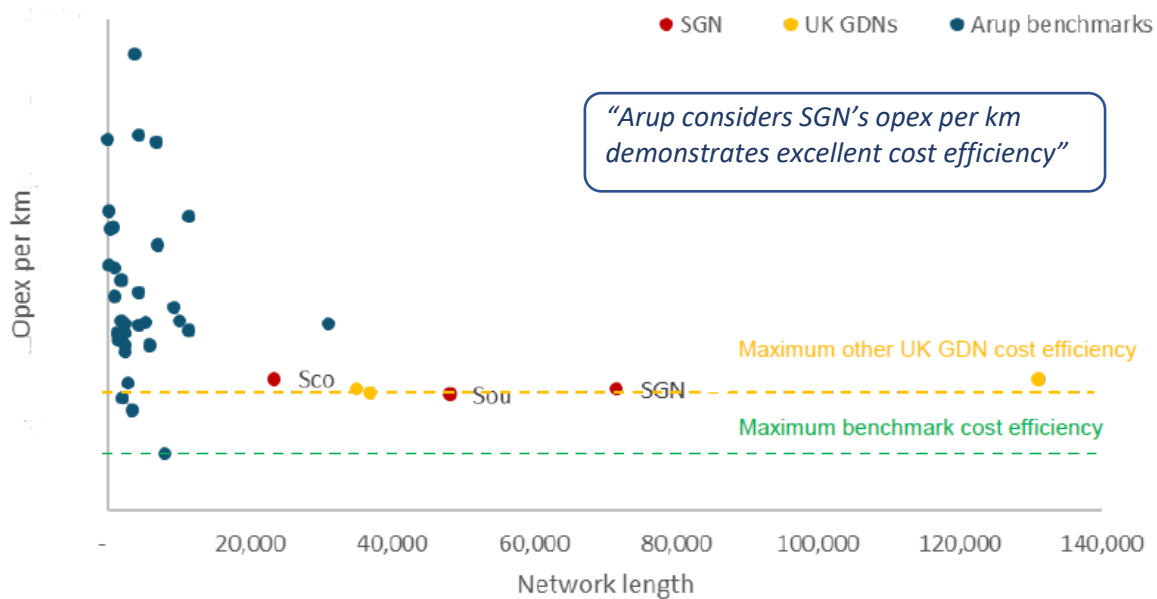 SGN UK GDNs Arup benchmarks
“Arup considers SGN’s opex per km
demonstrates excellent cost efficiency”
Opex per km
Maximum other UK GDN cost efficiency
Sco
Sou
SGN
Maximum benchmark cost efficiency
- 20,000 40,000 60,000 80,000 100,000 120,000 140,000
Network length